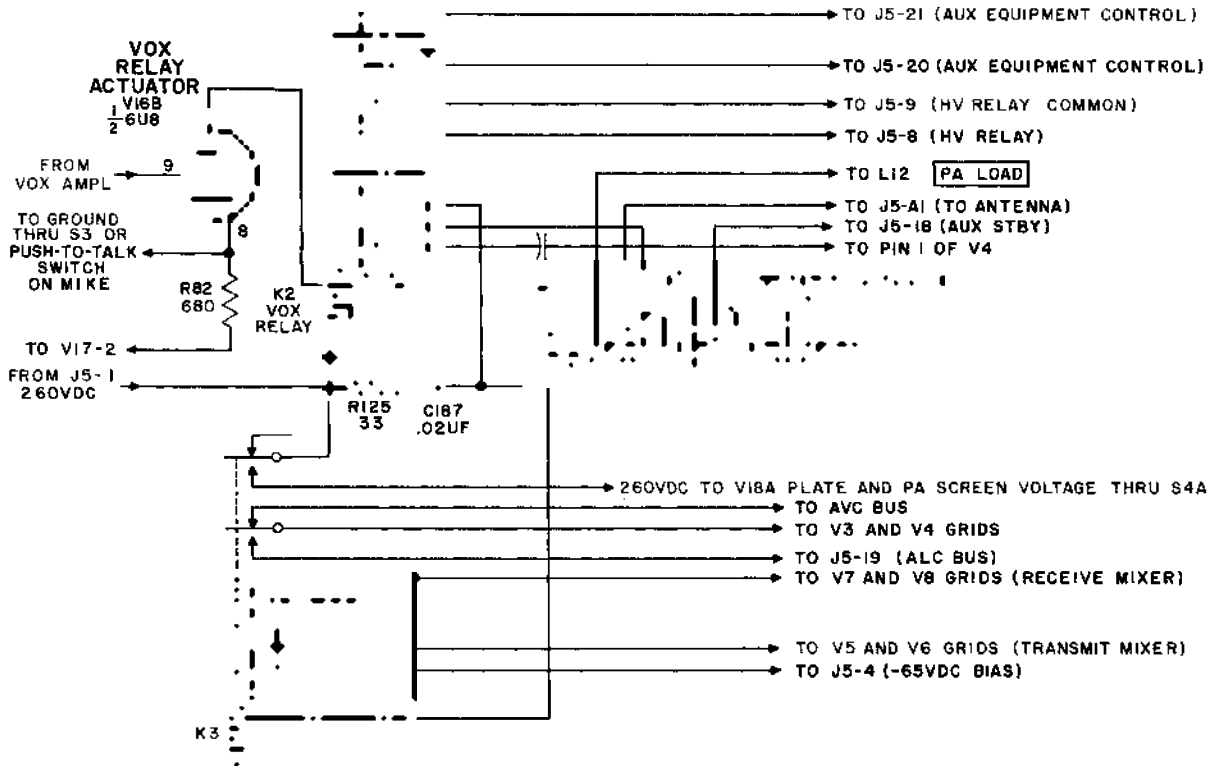 TO J5-21 (AUX EQUIPMENT CONTROL)
VOX
RELAY
ACTUATOR
V16B
1/2 6U8
TO J5-20 (AUX EQUIPMENT CONTROL)
TO J5-9 (HV RELAY COMMON)
TO J5-8 (HV RELAY)
FROM
VOX AMPL
9
TO L12 PA LOAD
TO J5-A1 (TO ANTENNA)
TO J5-18 (AUX STBY)
TO PIN 1 OF V4
TO GROUND
THRU S3 OR
PUSH-TO-TALK
SWITCH
ON MIKE
8
R82
680
K2
VOX
RELAY
TO V17-2
FROM J5-1
260VDC
R125
33
C187
.02UF
260VDC TO V18A PLATE AND PA SCREEN VOLTAGE THRU S4A
TO AVC BUS
TO V3 AND V4 GRIDS
TO J5-19 (ALC BUS)
TO V7 AND V8 GRIDS (RECEIVE MIXER)
TO V5 AND V6 GRIDS (TRANSMIT MIXER)
TO J5-4 (-65VDC BIAS)
K3